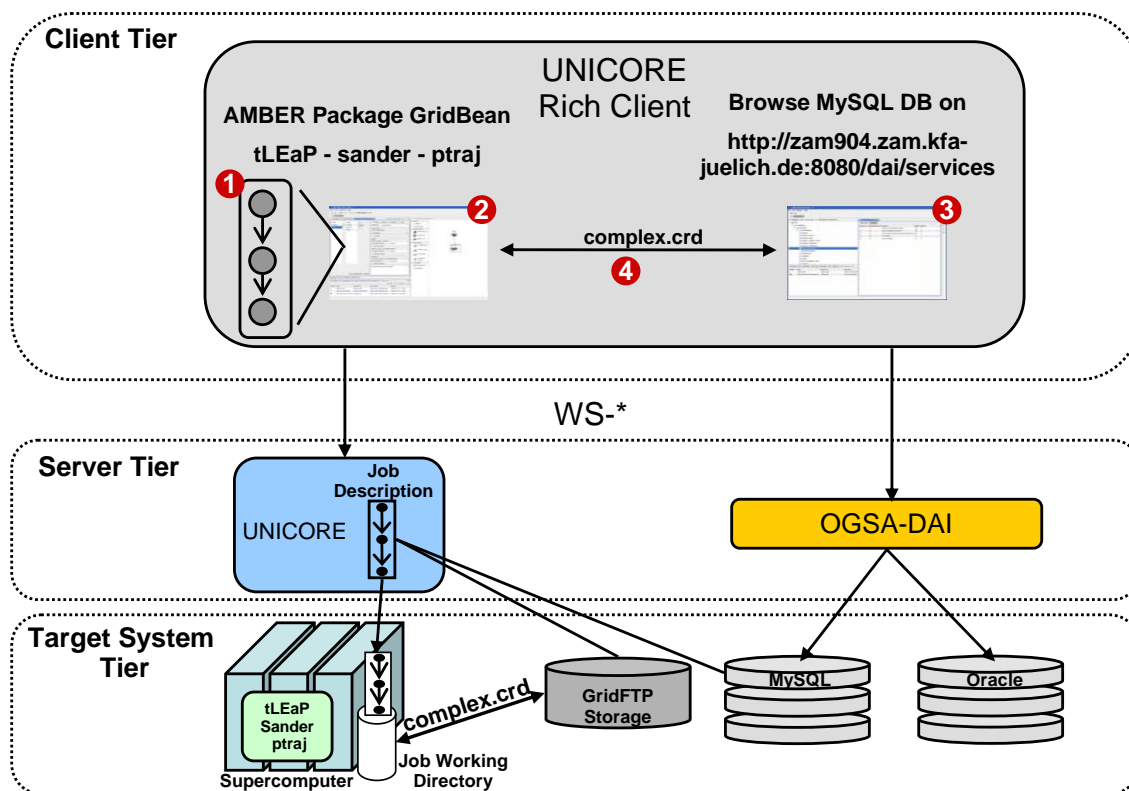 Client Tier
UNICORE
Rich Client
AMBER Package GridBean
tLEaP - sander - ptraj
Browse MySQL DB on
http://zam904.zam.kfa-
juelich.de:8080/dai/services
1
2
3
complex.crd
4
WS-*
Server Tier
Job
Description
UNICORE
OGSA-DAI
Target System
Tier
tLEaP
Sander
ptraj
Supercomputer
complex.crd
Job Working
Directory
GridFTP
Storage
MySQL
Oracle